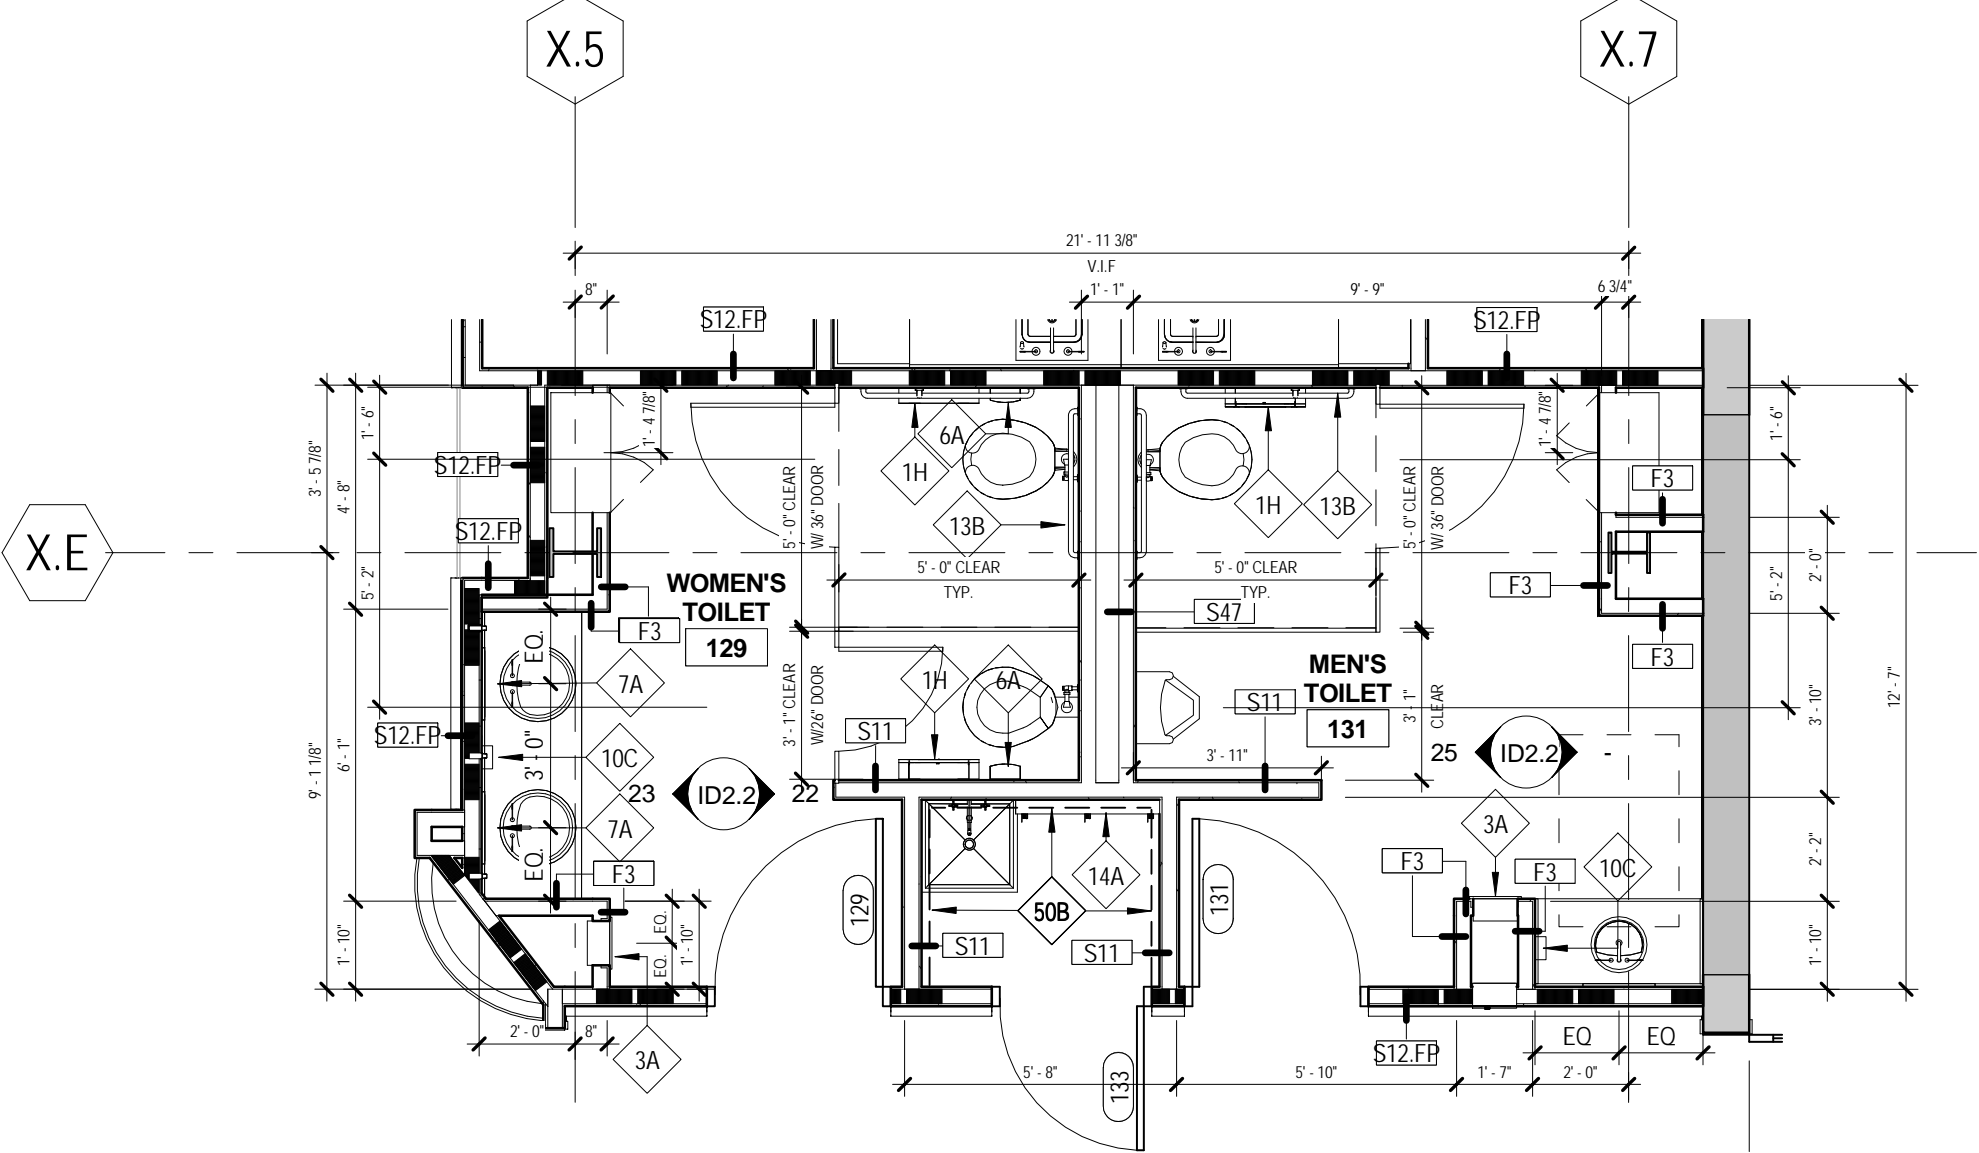 X.5
X.7
21' - 11 3/8"
V.I.F
8"
1' - 1"
9' - 9"
6 3/4"
S12.FP
S12.FP
1' - 6"
3' - 5 7/8"
4' - 8"
S12.FP
1' - 4 7/8"
5' - 0" CLEAR
W/ 36" DOOR
6A
1H
13B
1H
13B
5' - 0" CLEAR
W/ 36" DOOR
1' - 4 7/8"
F3
1' - 6"
X.E
S12.FP
5' - 2"
WOMEN'S
TOILET
129
F3
5' - 0" CLEAR
TYP.
5' - 0" CLEAR
TYP.
S47
F3
2' - 0"
5' - 2"
F3
EQ.
7A
3' - 1" CLEAR
W/26" DOOR
1H
6A
MEN'S
TOILET
131
3' - 1"
CLEAR
S11
S11
3' - 11"
3' - 10"
12' - 7"
S12.FP
10C
3' - 0"
6' - 1"
9' - 1 1/8"
23
ID2.2
22
25
ID2.2
-
7A
EQ.
F3
3A
2' - 2"
14A
50B
F3
F3
10C
129
131
S11
S11
1' - 10"
EQ.
EQ.
1' - 10"
1' - 10"
2' - 0"
8"
3A
S12.FP
EQ
EQ
5' - 8"
133
5' - 10"
1' - 7"
2' - 0"